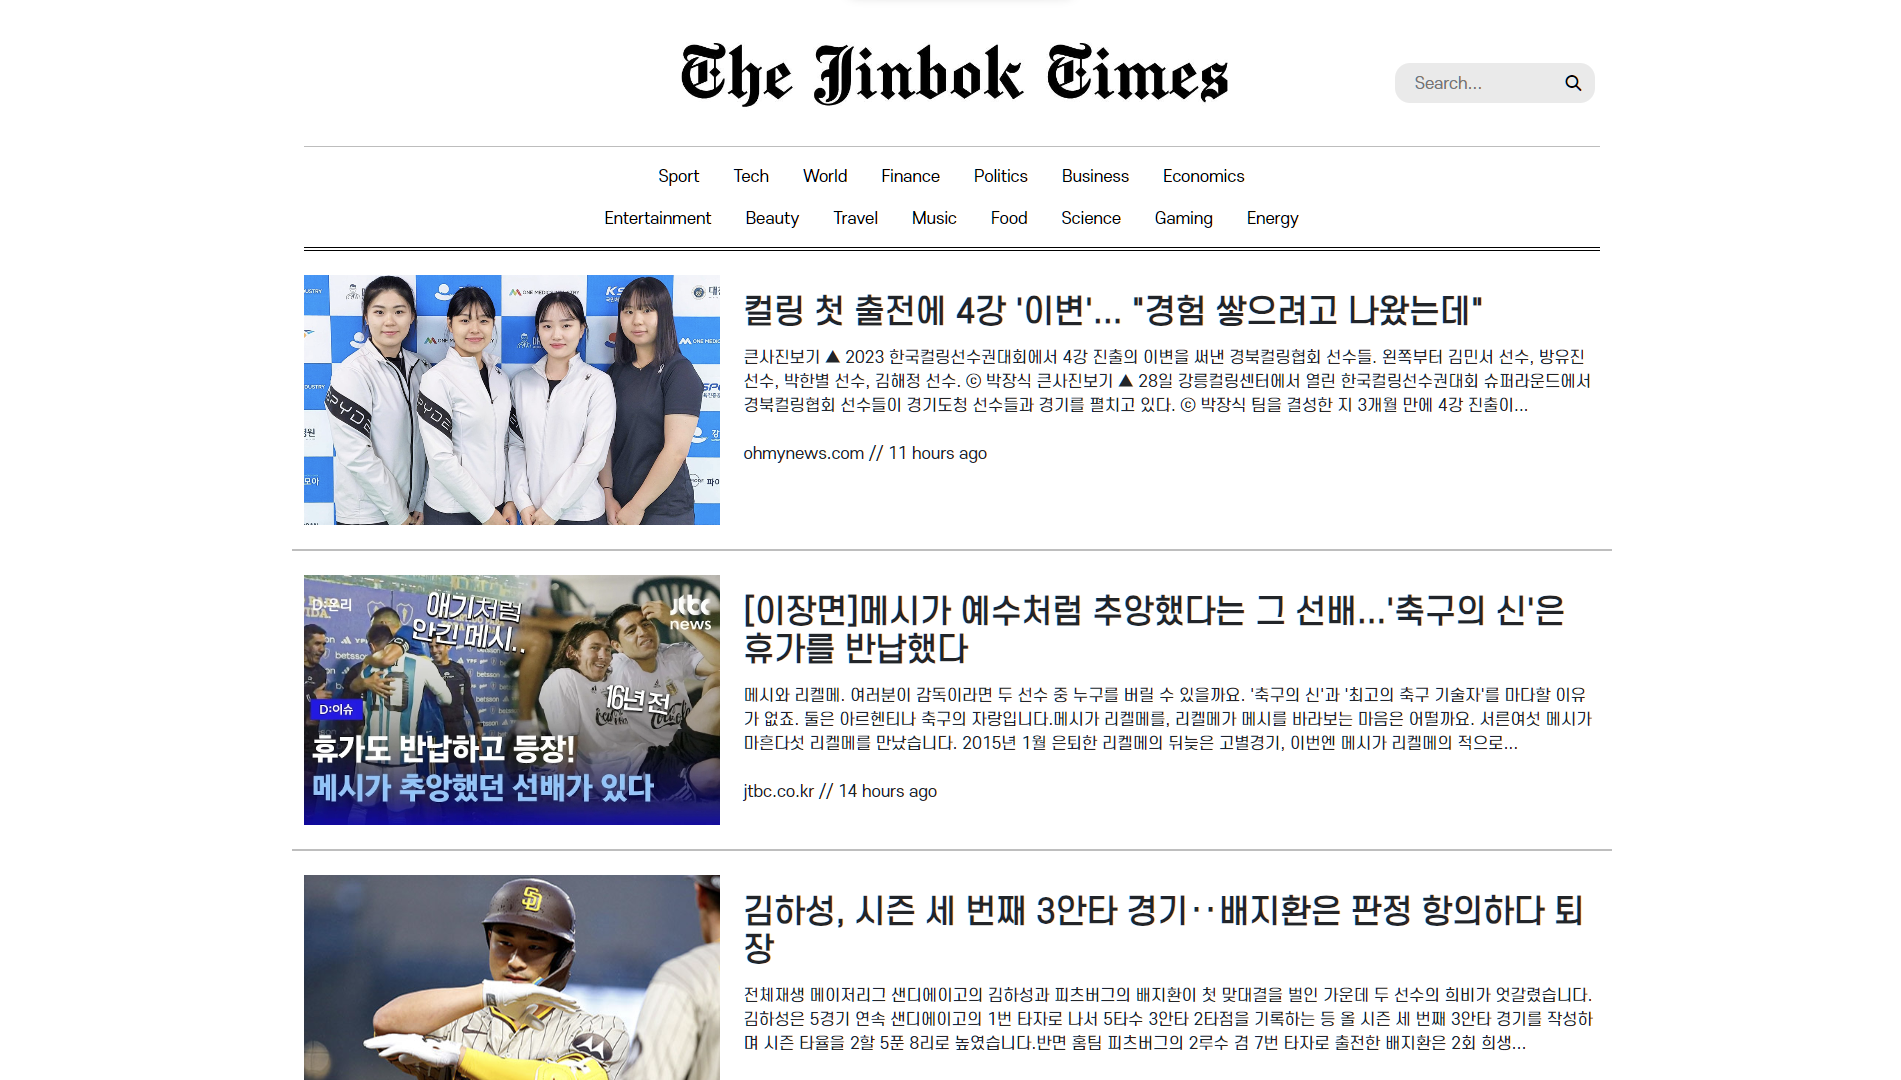 The Jinbok Times
Search...
Sport Tech World Finance Politics Business Economics
Entertainment Beauty Travel Music Food Science Gaming Energy
컬링 첫 출전에 4강 '이변'... "경험 쌓으려고 나왔는데"
큰사진보기 ▲ 2023 한국컬링선수권대회에서 4강 진출의 이변을 써낸 경북컬링협회 선수들. 왼쪽부터 김민서 선수, 방유진
선수, 박한별 선수, 김해정 선수. ⓒ 박장식 큰사진보기 ▲ 28일 강릉컬링센터에서 열린 한국컬링선수권대회 슈퍼라운드에서
경북컬링협회 선수들이 경기도청 선수들과 경기를 펼치고 있다. ⓒ 박장식 팀을 결성한 지 3개월 만에 4강 진출이...
ohmynews.com // 11 hours ago
SPYDER
D:온리
애기처럼
안긴 메시..
jtbc
news
16년 전
D:이슈
휴가도 반납하고 등장!
메시가 추앙했던 선배가 있다
betsson
[이장면]메시가 예수처럼 추앙했다는 그 선배...'축구의 신'은
휴가를 반납했다
메시와 리켈메. 여러분이 감독이라면 두 선수 중 누구를 버릴 수 있을까요. '축구의 신'과 '최고의 축구 기술자'를 마다할 이유
가 없죠. 둘은 아르헨티나 축구의 자랑입니다.메시가 리켈메를, 리켈메가 메시를 바라보는 마음은 어떨까요. 서른여섯 메시가
마흔다섯 리켈메를 만났습니다. 2015년 1월 은퇴한 리켈메의 뒤늦은 고별경기, 이번엔 메시가 리켈메의 적으로...
jtbc.co.kr // 14 hours ago
SD
김하성, 시즌 세 번째 3안타 경기‥배지환은 판정 항의하다 퇴
장
전체재생 메이저리그 샌디에이고의 김하성과 피츠버그의 배지환이 첫 맞대결을 벌인 가운데 두 선수의 희비가 엇갈렸습니다.
김하성은 5경기 연속 샌디에이고의 1번 타자로 나서 5타수 3안타 2타점을 기록하는 등 올 시즌 세 번째 3안타 경기를 작성하
며 시즌 타율을 2할 5푼 8리로 높였습니다.반면 홈팀 피츠버그의 2루수 겸 7번 타자로 출전한 배지환은 2회 희생...